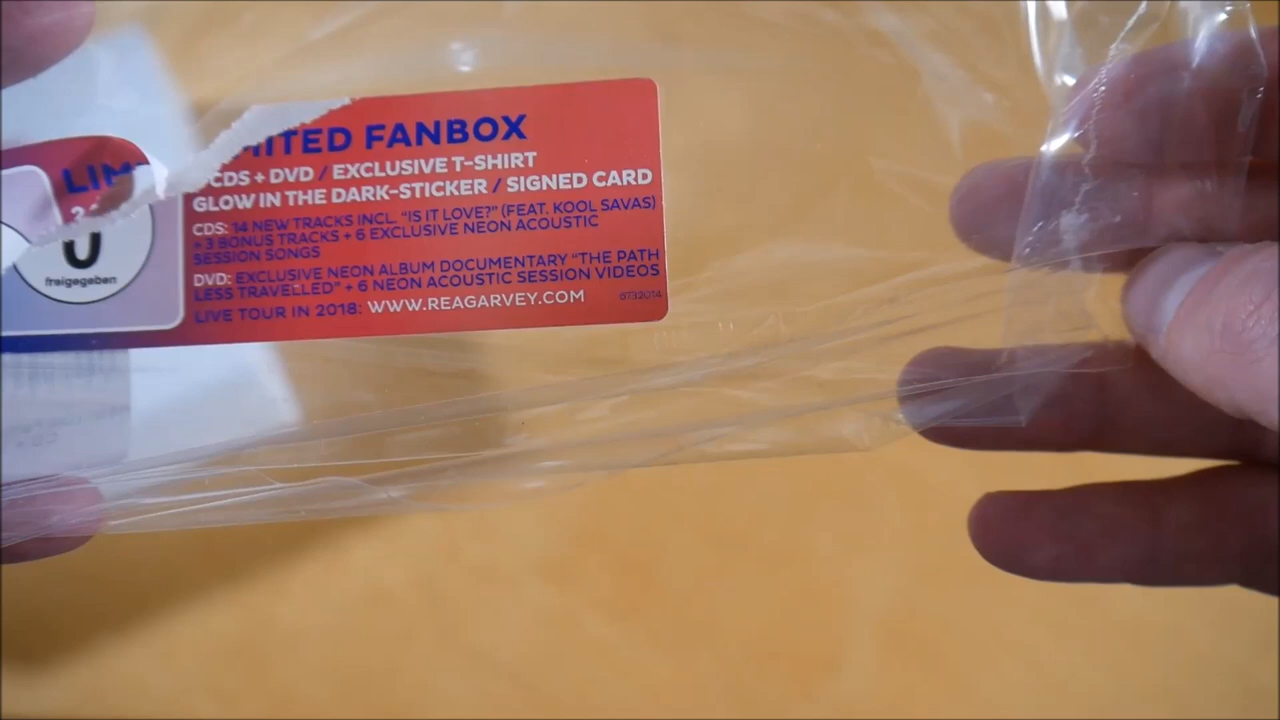 LIM
MITED FANBOX
CDS + DVD / EXCLUSIVE T-SHIRT
GLOW IN THE DARK-STICKER / SIGNED CARD
CDS: 14 NEW TRACKS INCL. "IS IT LOVE?" (FEAT. KOOL SAVAS)
+ 3 BONUS TRACKS + 6 EXCLUSIVE NEON ACOUSTIC
SESSION SONGS
DVD: EXCLUSIVE NEON ALBUM DOCUMENTARY "THE PATH
LESS TRAVELLED" + 6 NEON ACOUSTIC SESSION VIDEOS
LIVE TOUR IN 2018: WWW.REAGARVEY.COM
6732014
freigegeben